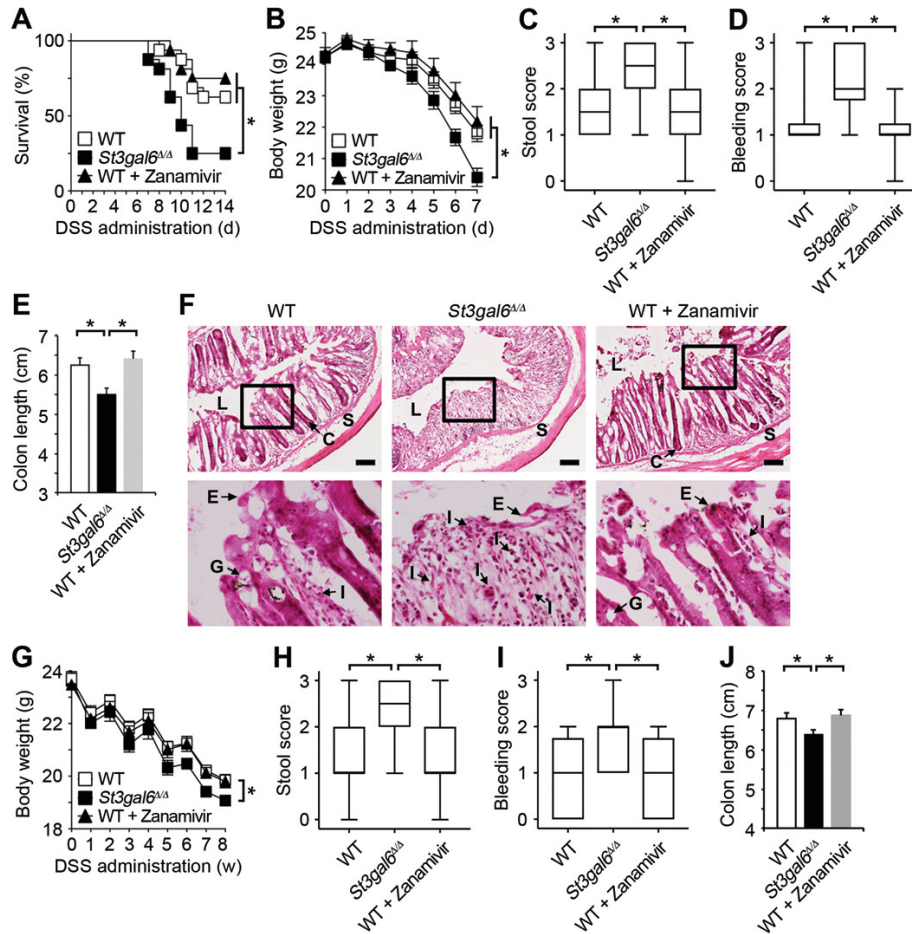 A
Survival (%)
100
75
50
25
0
WT
St3gal6Δ/Δ
WT + Zanamivir
*
0 2 4 6 8 10 12 14
DSS administration (d)
B
Body weight (g)
25
24
23
22
21
20
WT
St3gal6Δ/Δ
WT + Zanamivir
*
0 1 2 3 4 5 6 7
DSS administration (d)
C
Stool score
* *
3
2
1
0
WT
St3gal6Δ/Δ
WT + Zanamivir
D
Bleeding score
* *
3
2
1
0
WT
St3gal6Δ/Δ
WT + Zanamivir
E
Colon length (cm)
* *
7
6
5
4
3
WT
St3gal6Δ/Δ
WT + Zanamivir
F
WT St3gal6Δ/Δ WT + Zanamivir
L C S
L S
L C S
E G I
I E I I I I
E I G
G
Body weight (g)
24
22
20
18
WT
St3gal6Δ/Δ
WT + Zanamivir
*
0 1 2 3 4 5 6 7 8
DSS administration (w)
H
Stool score
* *
3
2
1
0
WT
St3gal6Δ/Δ
WT + Zanamivir
I
Bleeding score
* *
3
2
1
0
WT
St3gal6Δ/Δ
WT + Zanamivir
J
Colon length (cm)
* *
8
7
6
5
4
WT
St3gal6Δ/Δ
WT + Zanamivir